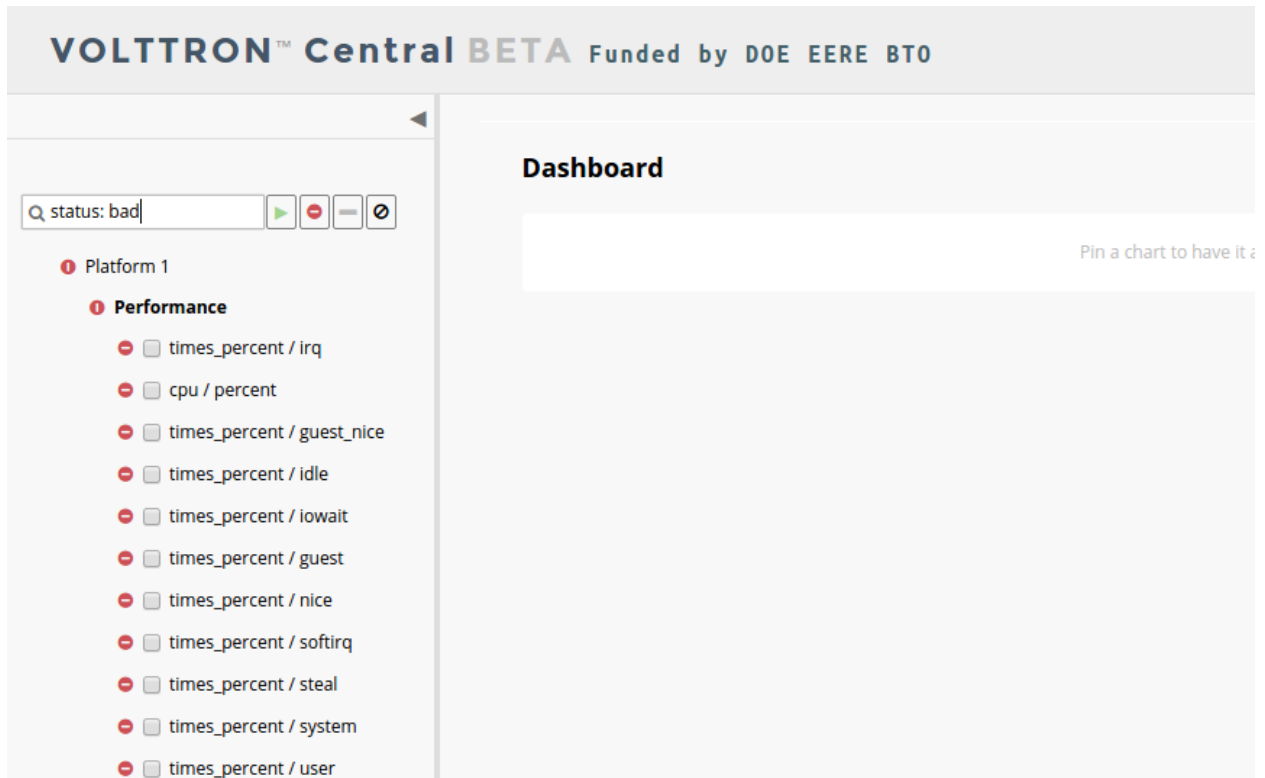 VOLTTRON™ Central BETA Funded by DOE EERE BTO
Dashboard
status: bad
Pin a chart to have it
Platform 1
Performance
times_percent / irq
cpu / percent
times_percent / guest_nice
times_percent / idle
times_percent / iowait
times_percent / guest
times_percent / nice
times_percent / softirq
times_percent / steal
times_percent / system
times_percent / user